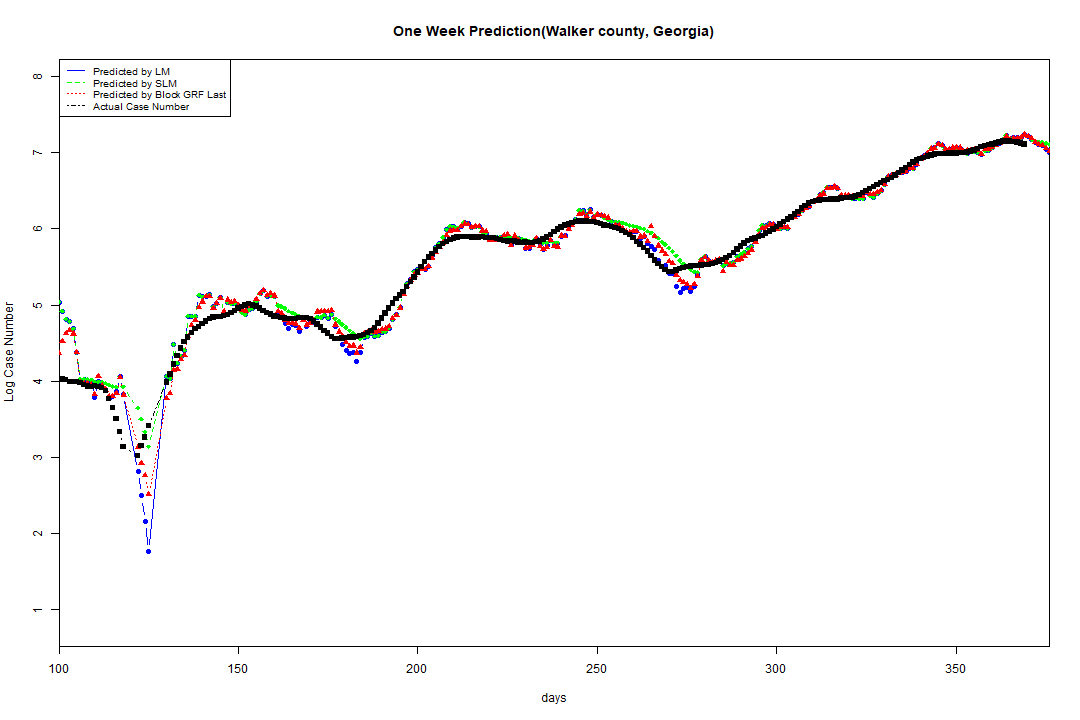 One Week Prediction(Walker county, Georgia)
Predicted by LM
Predicted by SLM
Predicted by Block GRF Last
Actual Case Number
8
7
6
5
4
3
2
1
Log Case Number
100 150 200 250 300 350
days